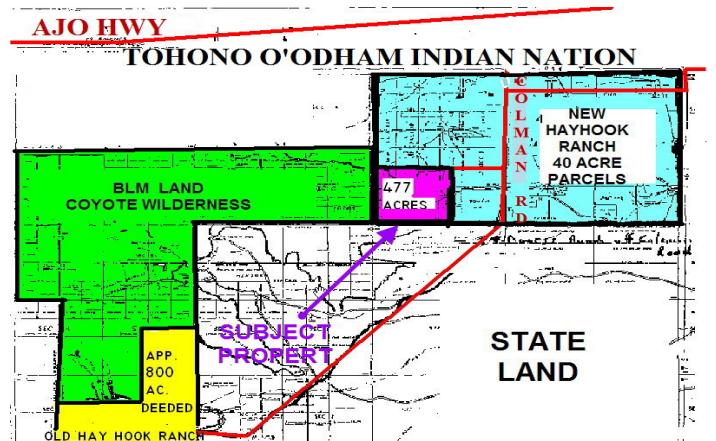 AJO HWY
TOHONO O'ODHAM INDIAN NATION
COLMAN RD
NEW
HAYHOOK
RANCH
40 ACRE
PARCELS
BLM LAND
COYOTE WILDERNESS
477
ACRES
SUBJECT
PROPERT
STATE
LAND
APP.
800
AC.
DEEDED
OLD HAY HOOK RANCH